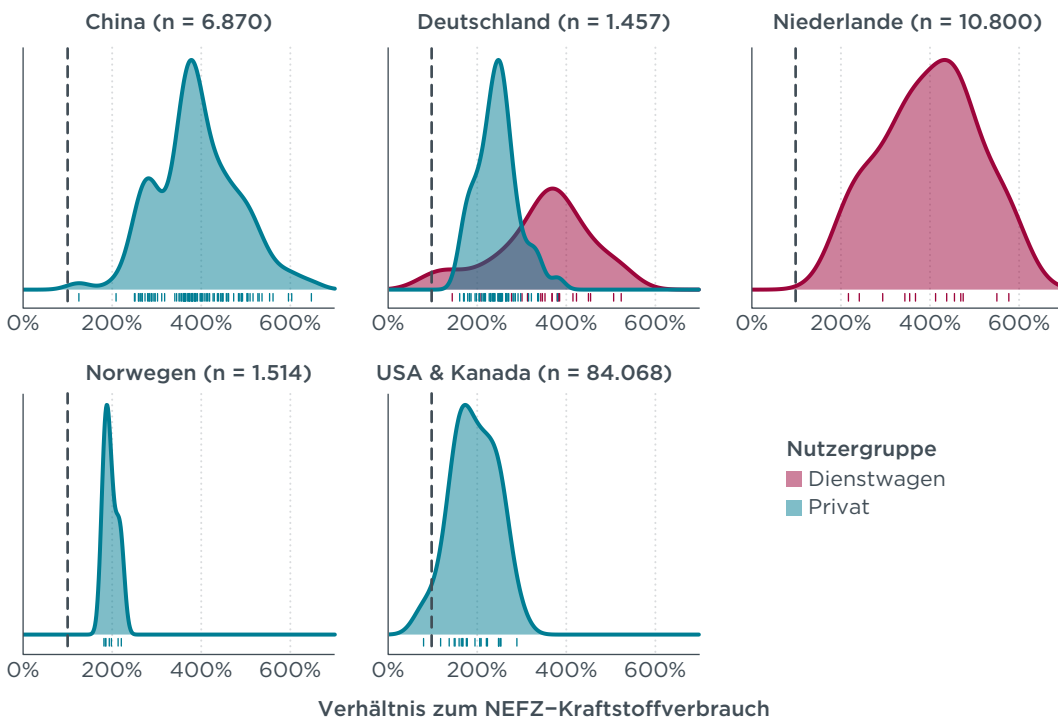 China (n = 6.870)
Deutschland (n = 1.457)
Niederlande (n = 10.800)
0% 200% 400% 600%
0% 200% 400% 600%
0% 200% 400% 600%
Norwegen (n = 1.514)
USA & Kanada (n = 84.068)
Nutzergruppe
Dienstwagen
Privat
0% 200% 400% 600%
0% 200% 400% 600%
Verhältnis zum NEFZ–Kraftstoffverbrauch